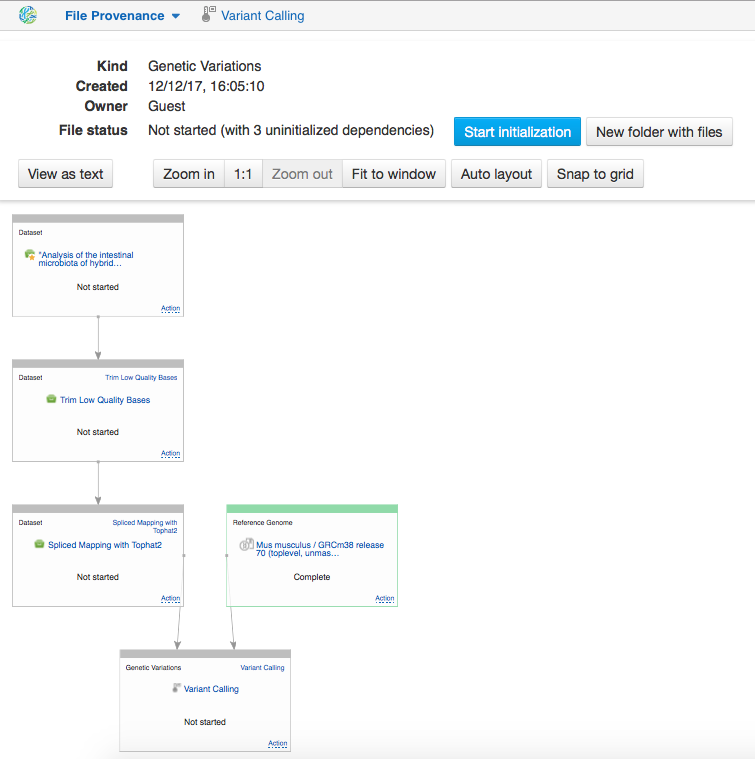 File Provenance Variant Calling
Kind Genetic Variations
Created 12/12/17, 16:05:10
Owner Guest
File status Not started (with 3 uninitialized dependencies) Start initialization New folder with files
View as text Zoom in 1:1 Zoom out Fit to window Auto layout Snap to grid
Dataset
"Analysis of the intestinal
microbiota of hybrid...
Not started
Action
Dataset Trim Low Quality Bases
Trim Low Quality Bases
Not started
Action
Dataset Spliced Mapping with
Tophat2
Spliced Mapping with Tophat2
Not started
Action
Reference Genome
Mus musculus / GRCm38 release
70 (toplevel, unmas...
Complete
Action
Genetic Variations Variant Calling
Variant Calling
Not started
Action